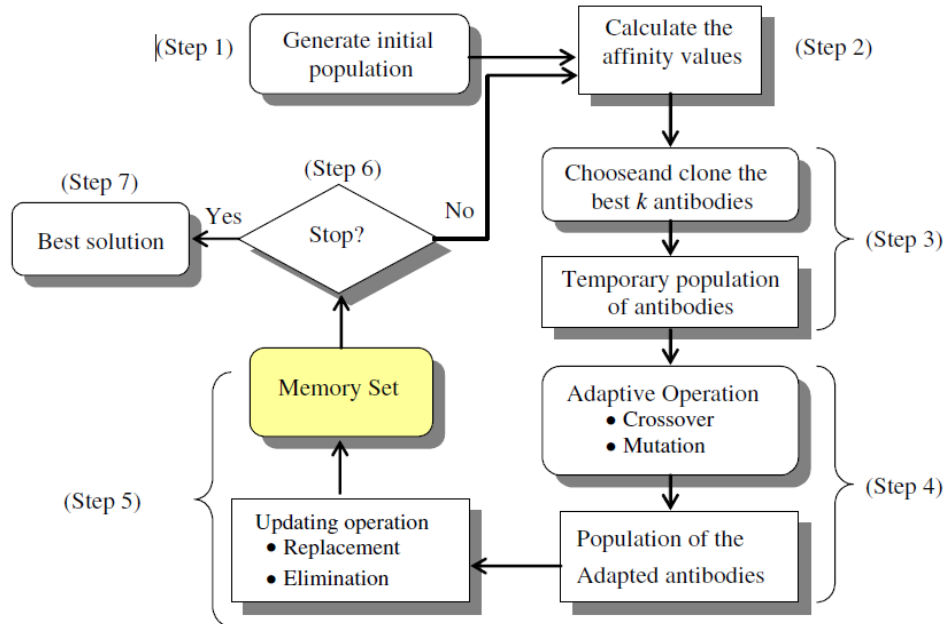 (Step 1)
Generate initial
population
Calculate the
affinity values
(Step 2)
Chooseand clone the
best k antibodies
Temporary population
of antibodies
(Step 3)
Adaptive Operation
• Crossover
• Mutation
Population of the
Adapted antibodies
(Step 4)
Updating operation
• Replacement
• Elimination
Memory Set
(Step 5)
(Step 6)
Stop?
Yes
No
(Step 7)
Best solution